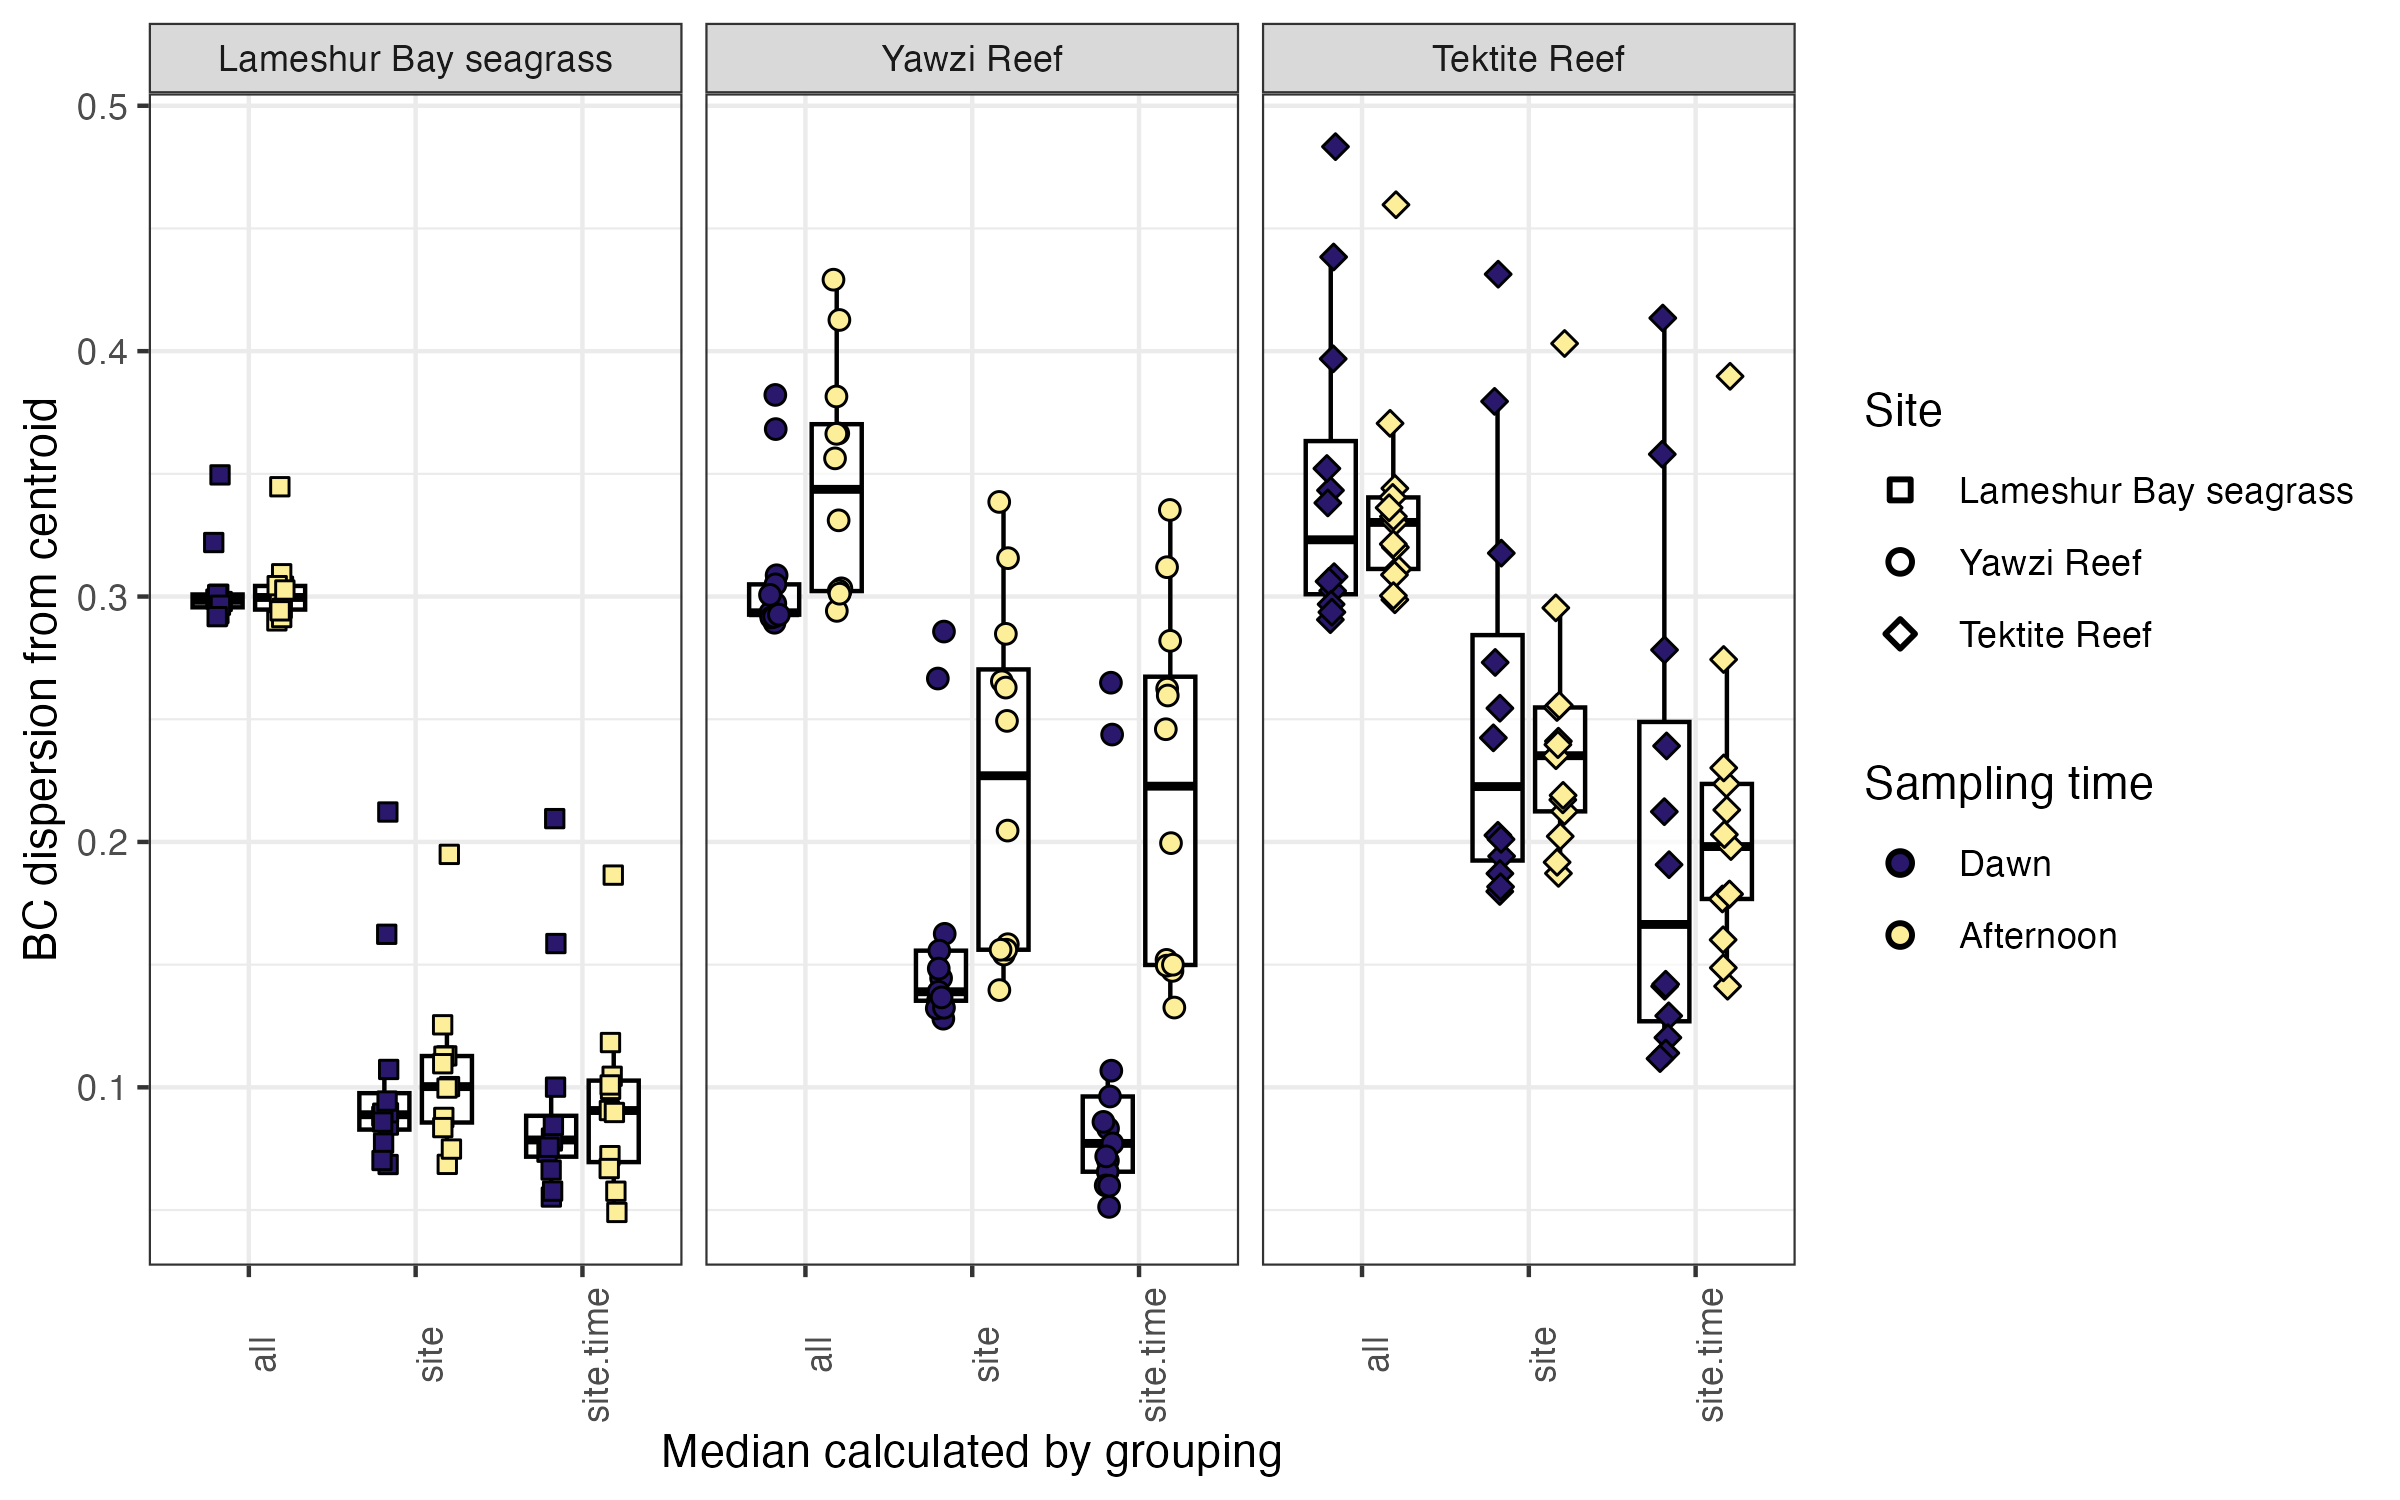 Lameshur Bay seagrass
Yawzi Reef
Tektite Reef
0.5
0.4
0.3
0.2
0.1
BC dispersion from centroid
all
site
site.time
all
site
site.time
all
site
site.time
Median calculated by grouping
Site
Lameshur Bay seagrass
Yawzi Reef
Tektite Reef
Sampling time
Dawn
Afternoon